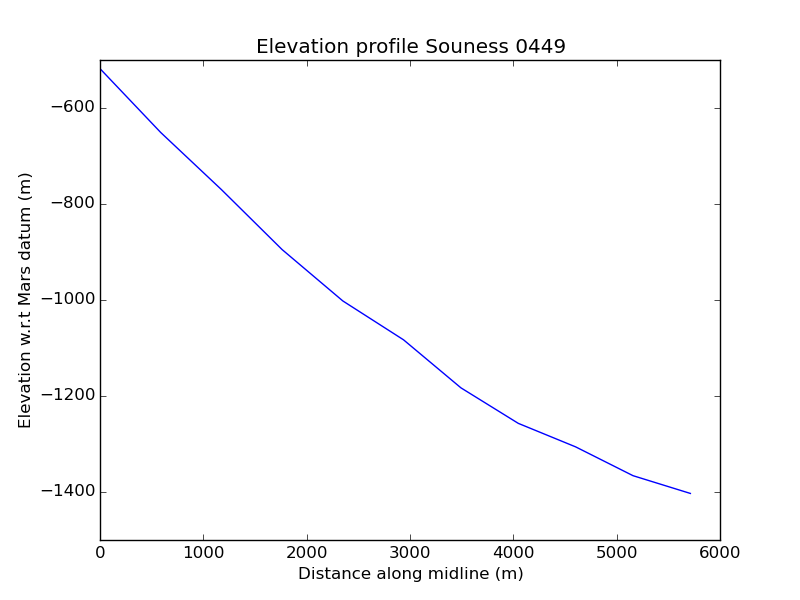 Elevation profile Souness 0449
Elevation w.r.t Mars datum (m)
−600
−800
−1000
−1200
−1400
0 1000 2000 3000 4000 5000 6000
Distance along midline (m)